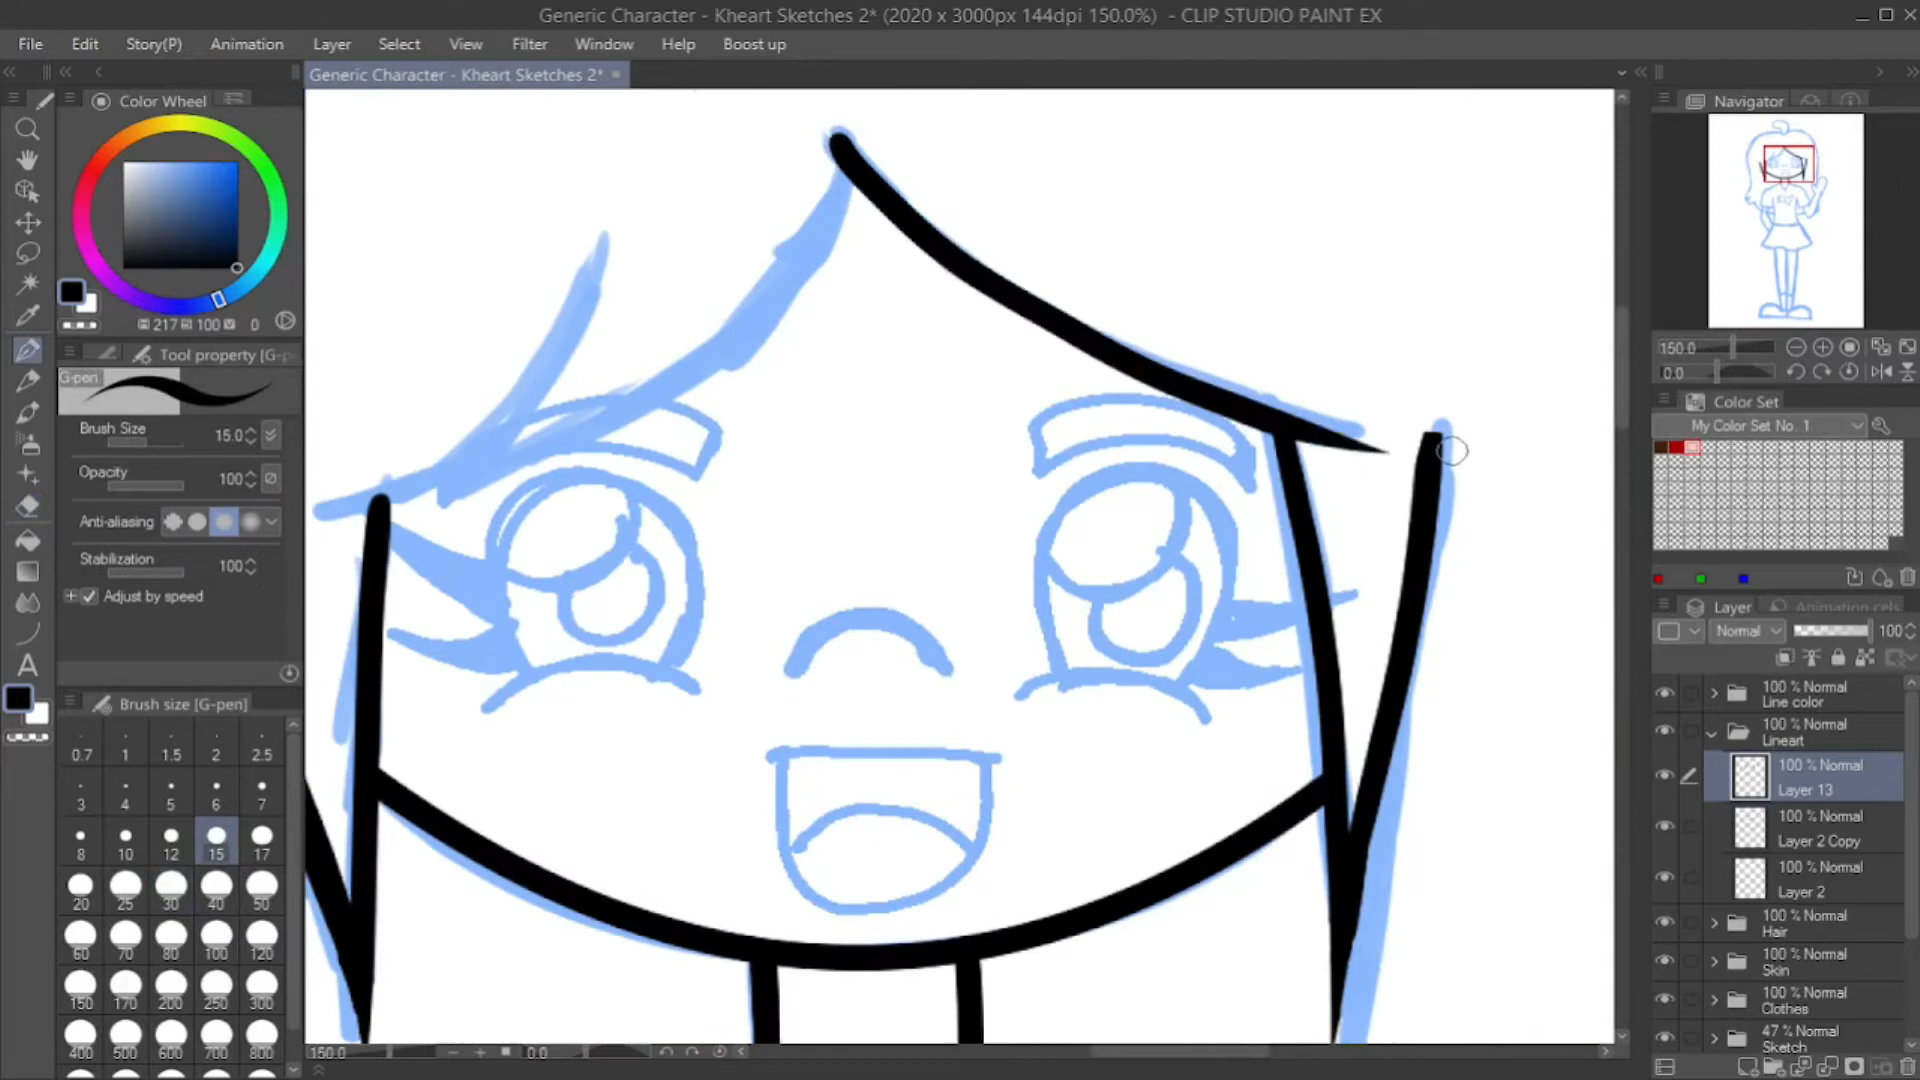 Generic Character - Kheart Sketches 2* (2020 x 3000px 144dpi 150.0%) - CLIP STUDIO PAINT EX
File Edit Story(P) Animation Layer Select View Filter Window Help Boost up
Generic Character - Kheart Sketches 2*
Color Wheel
217 100 0
Tool property [G-p
G-pen
Brush Size 15.0
Opacity 100
Anti-aliasing
Stabilization 100
Adjust by speed
A
Brush size [G-pen]
0.7 1 1.5 2 2.5
3 4 5 6 7
8 10 12 15 17
20 25 30 40 50
60 70 80 100 120
150 170 200 250 300
400 500 600 700 800
150.0 0.0
Navigator
150.0
0.0
Color Set
My Color Set No. 1
Layer Animation cels
Normal 100
100 % Normal
Line color
100 % Normal
Lineart
100 % Normal
Layer 13
100 % Normal
Layer 2 Copy
100 % Normal
Layer 2
100 % Normal
Hair
100 % Normal
Skin
100 % Normal
Clothes
47 % Normal
Sketch